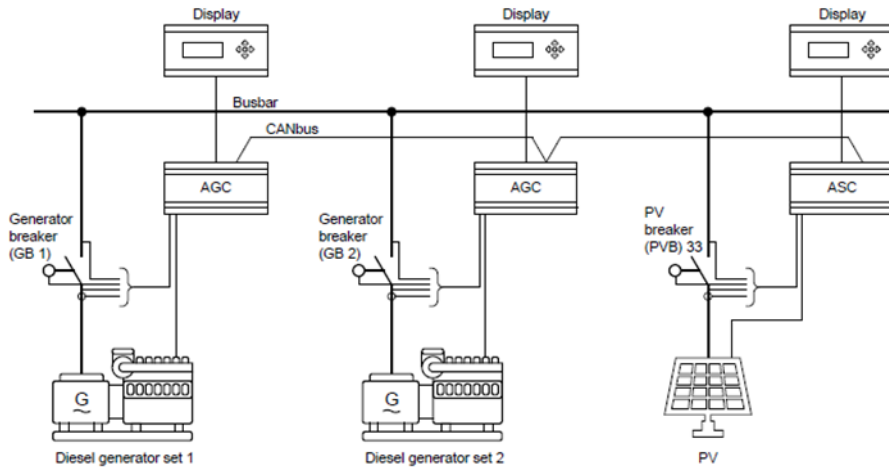 Display
Display
Display
Busbar
CANbus
AGC
AGC
ASC
Generator
breaker
(GB 1)
Generator
breaker
(GB 2)
PV
breaker
(PVB) 33
G
G
Diesel generator set 1
Diesel generator set 2
PV